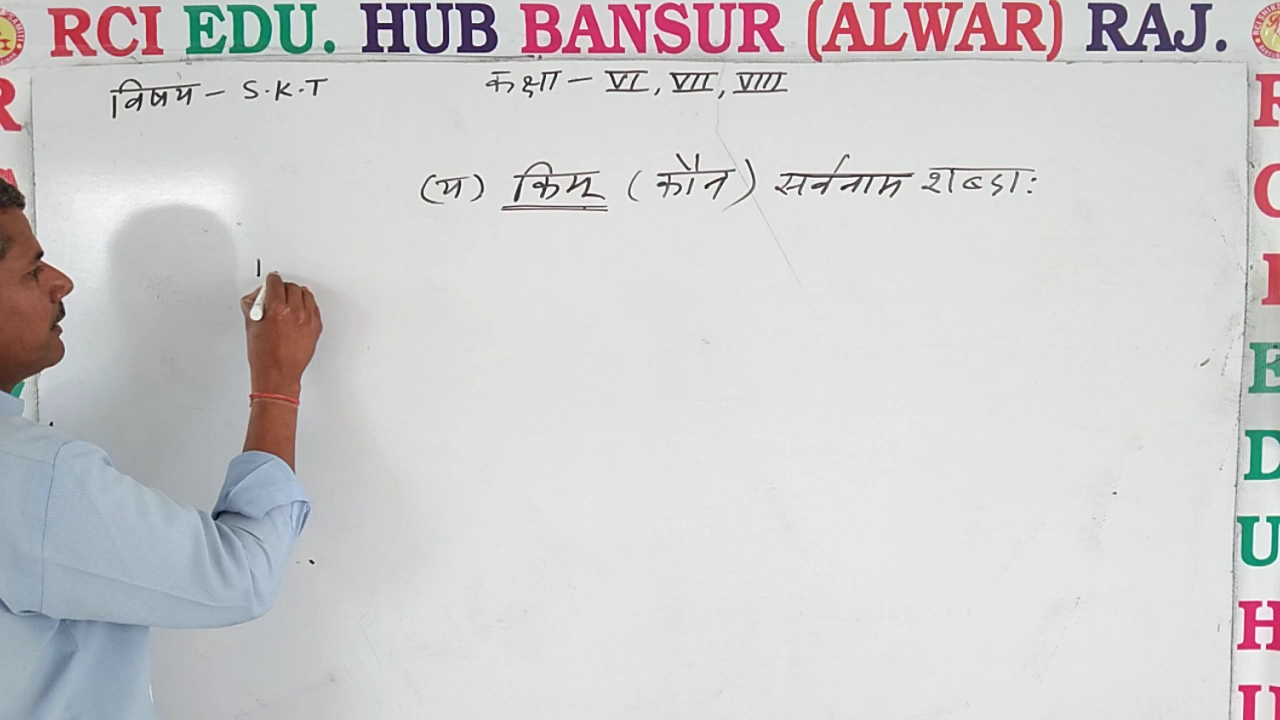 RCI EDU. HUB BANSUR (ALWAR) RAJ.
विषय - S.K.T
कक्षा - VI, VII, VIII
(य) किम् (कौन) सर्वनाम शब्दाः
R
R
C
I
E
D
U
H
U